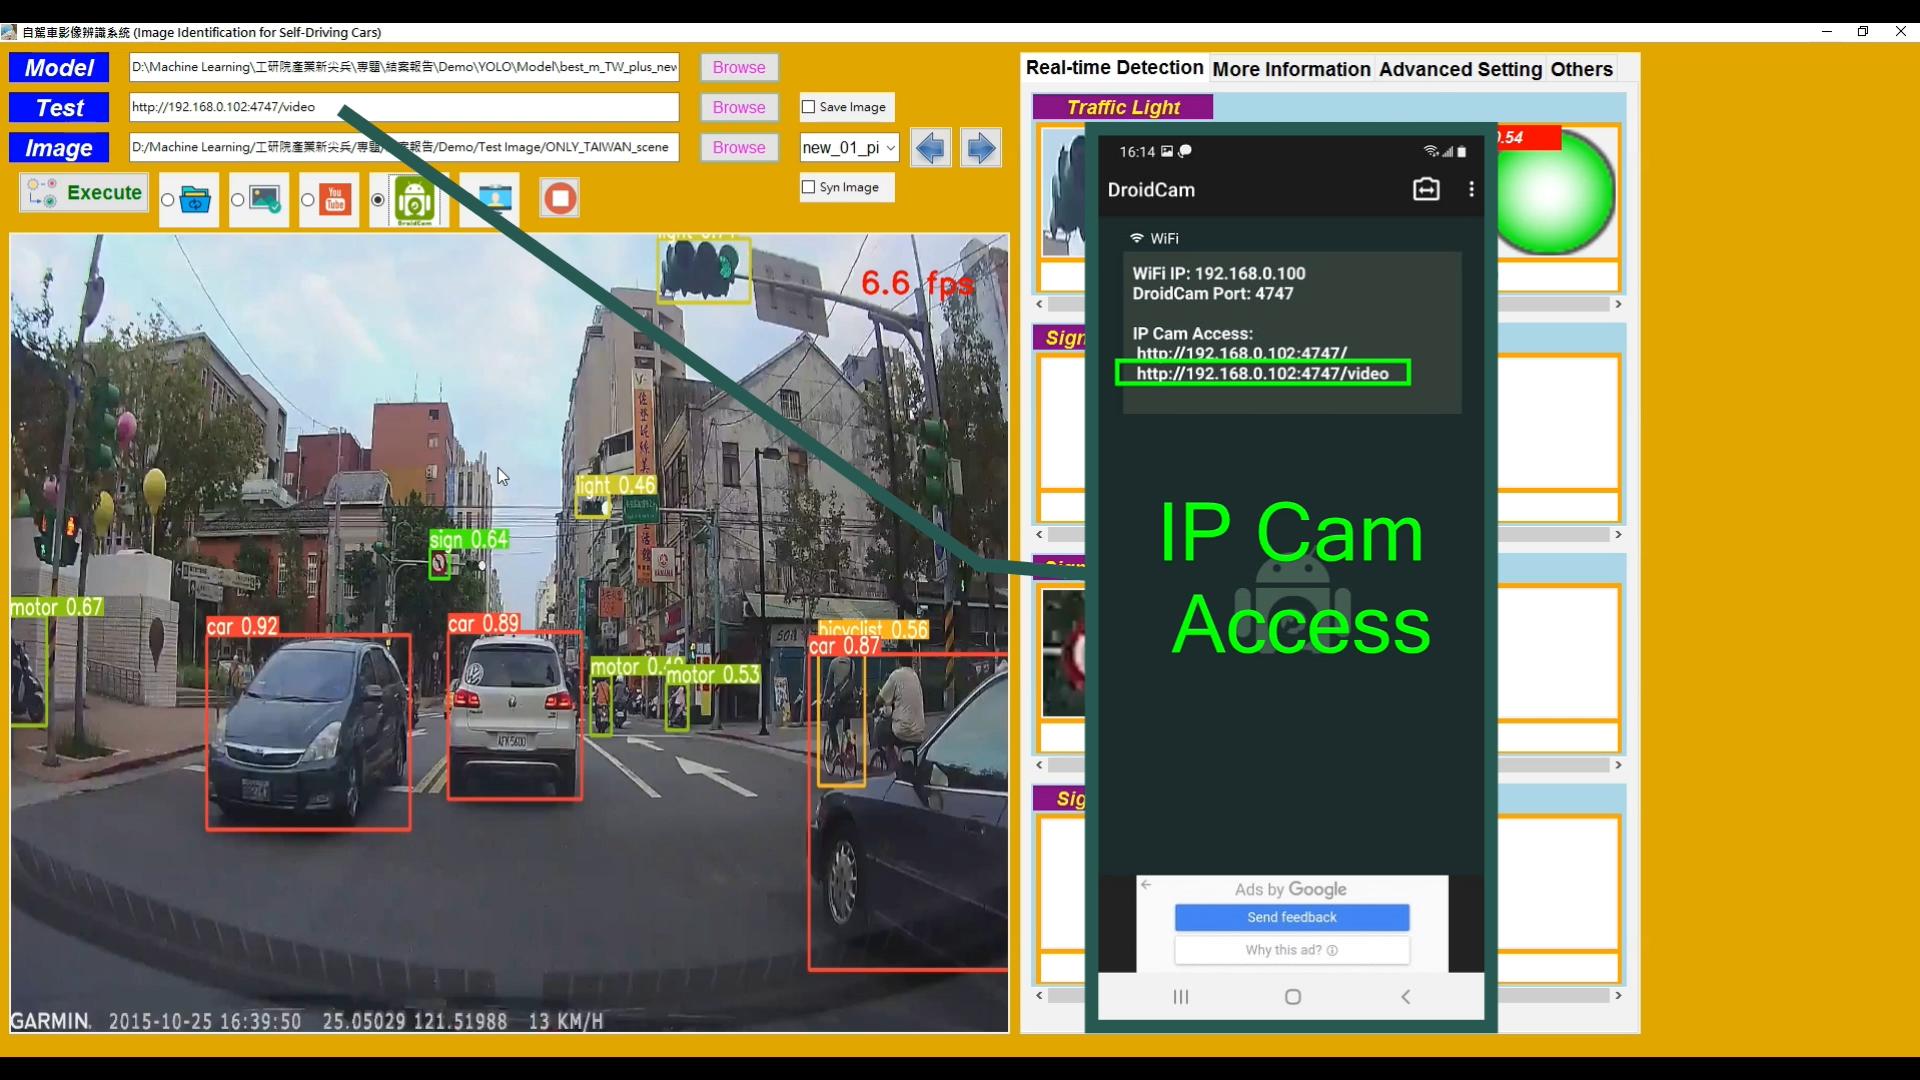 自駕車影像辨識系統 (Image Identification for Self-Driving Cars)
Model
D:\Machine Learning\工研院產業新尖兵\專題\結案報告\Demo\YOLO\Model\best_m_TW_plus_new
Browse
Test
http://192.168.0.102:4747/video
Browse
Save Image
Image
D:/Machine Learning/工研院產業新尖兵/專題/結案報告/Demo/Test Image/ONLY_TAIWAN_scene
Browse
new_01_pi
Execute
You
Tube
DroidCam
Syn Image
Real-time Detection
More Information
Advanced Setting
Others
Traffic Light
0.54
6.6 fps
light 0.46
sign 0.64
motor 0.67
car 0.92
car 0.89
motor 0.53
bicyclist 0.56
car 0.87
GARMIN. 2015-10-25 16:39:50 25.05029 121.51988 13 KM/H
16:14
DroidCam
WiFi
WiFi IP: 192.168.0.100
DroidCam Port: 4747
IP Cam Access:
http://192.168.0.102:4747/
http://192.168.0.102:4747/video
IP Cam
Access
Ads by Google
Send feedback
Why this ad?